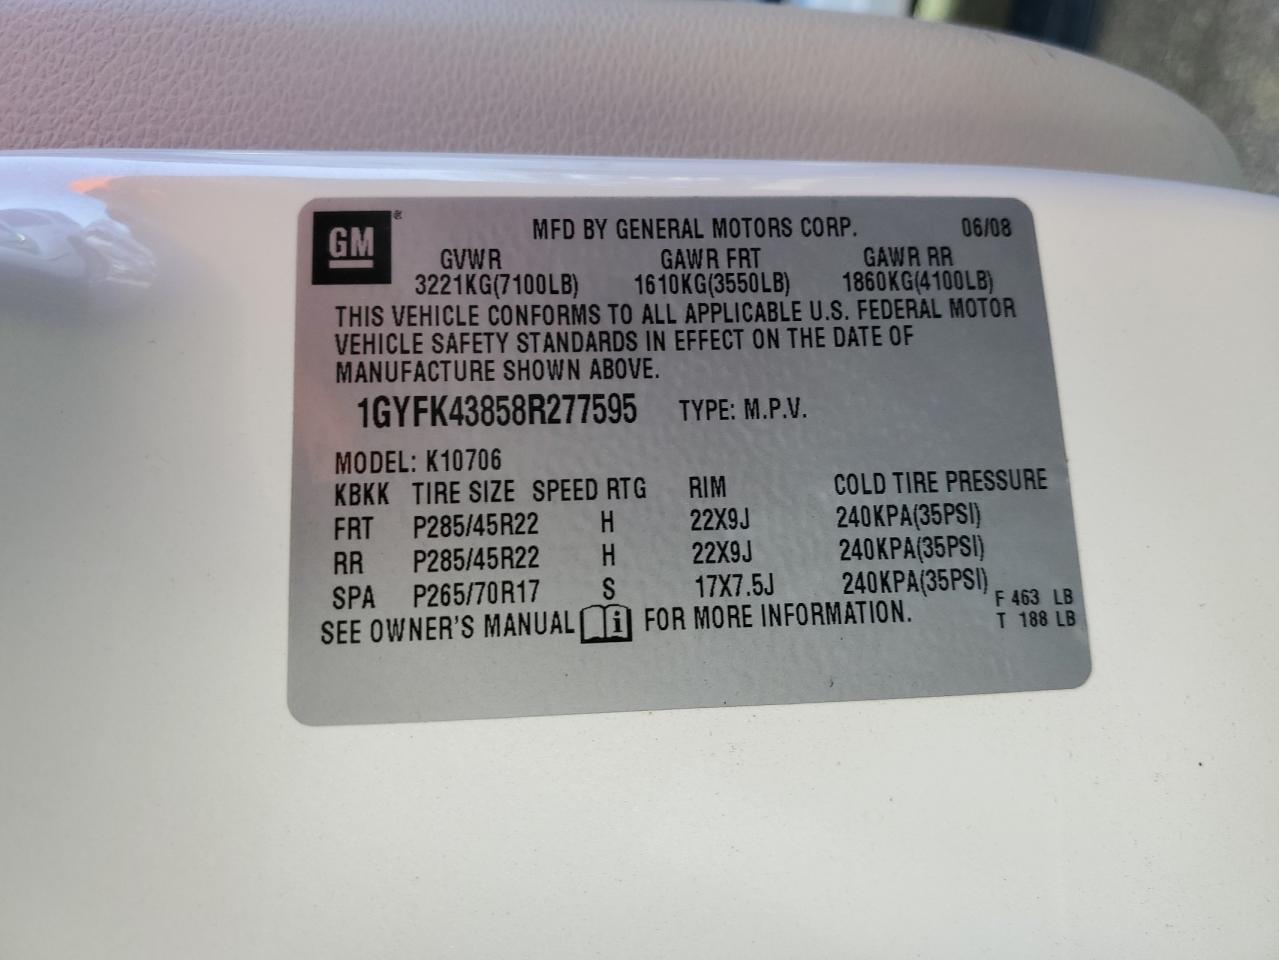 GM ®
MFD BY GENERAL MOTORS CORP. 06/08
GVWR GAWR FRT GAWR RR
3221KG(7100LB) 1610KG(3550LB) 1860KG(4100LB)
THIS VEHICLE CONFORMS TO ALL APPLICABLE U.S. FEDERAL MOTOR
VEHICLE SAFETY STANDARDS IN EFFECT ON THE DATE OF
MANUFACTURE SHOWN ABOVE.
1GYFK43858R277595 TYPE: M.P.V.
MODEL: K10706
KBKK TIRE SIZE SPEED RTG RIM COLD TIRE PRESSURE
FRT P285/45R22 H 22X9J 240KPA(35PSI)
RR P285/45R22 H 22X9J 240KPA(35PSI)
SPA P265/70R17 S 17X7.5J 240KPA(35PSI)
F 463 LB
SEE OWNER'S MANUAL i FOR MORE INFORMATION. T 188 LB